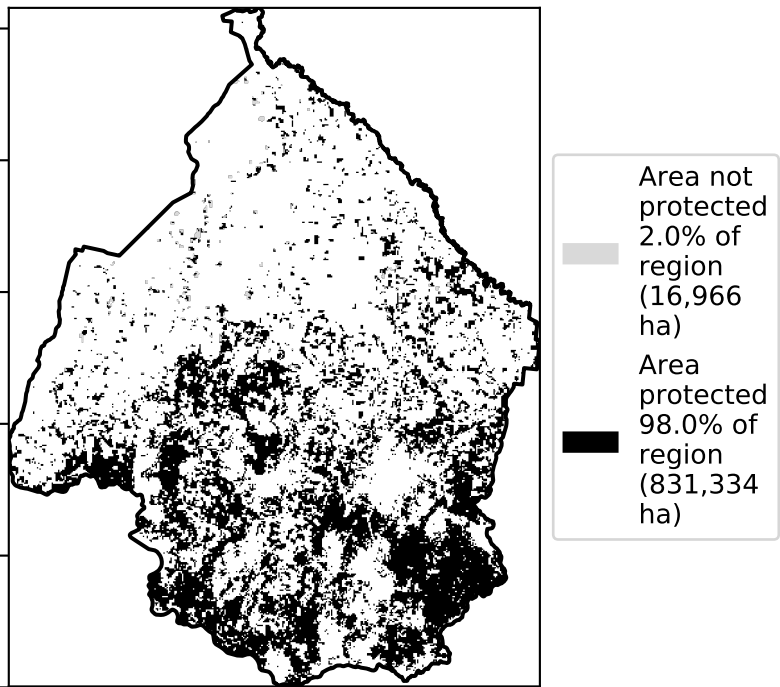 Area not
protected
2.0% of
region
(16,966
ha)
Area
protected
98.0% of
region
(831,334
ha)